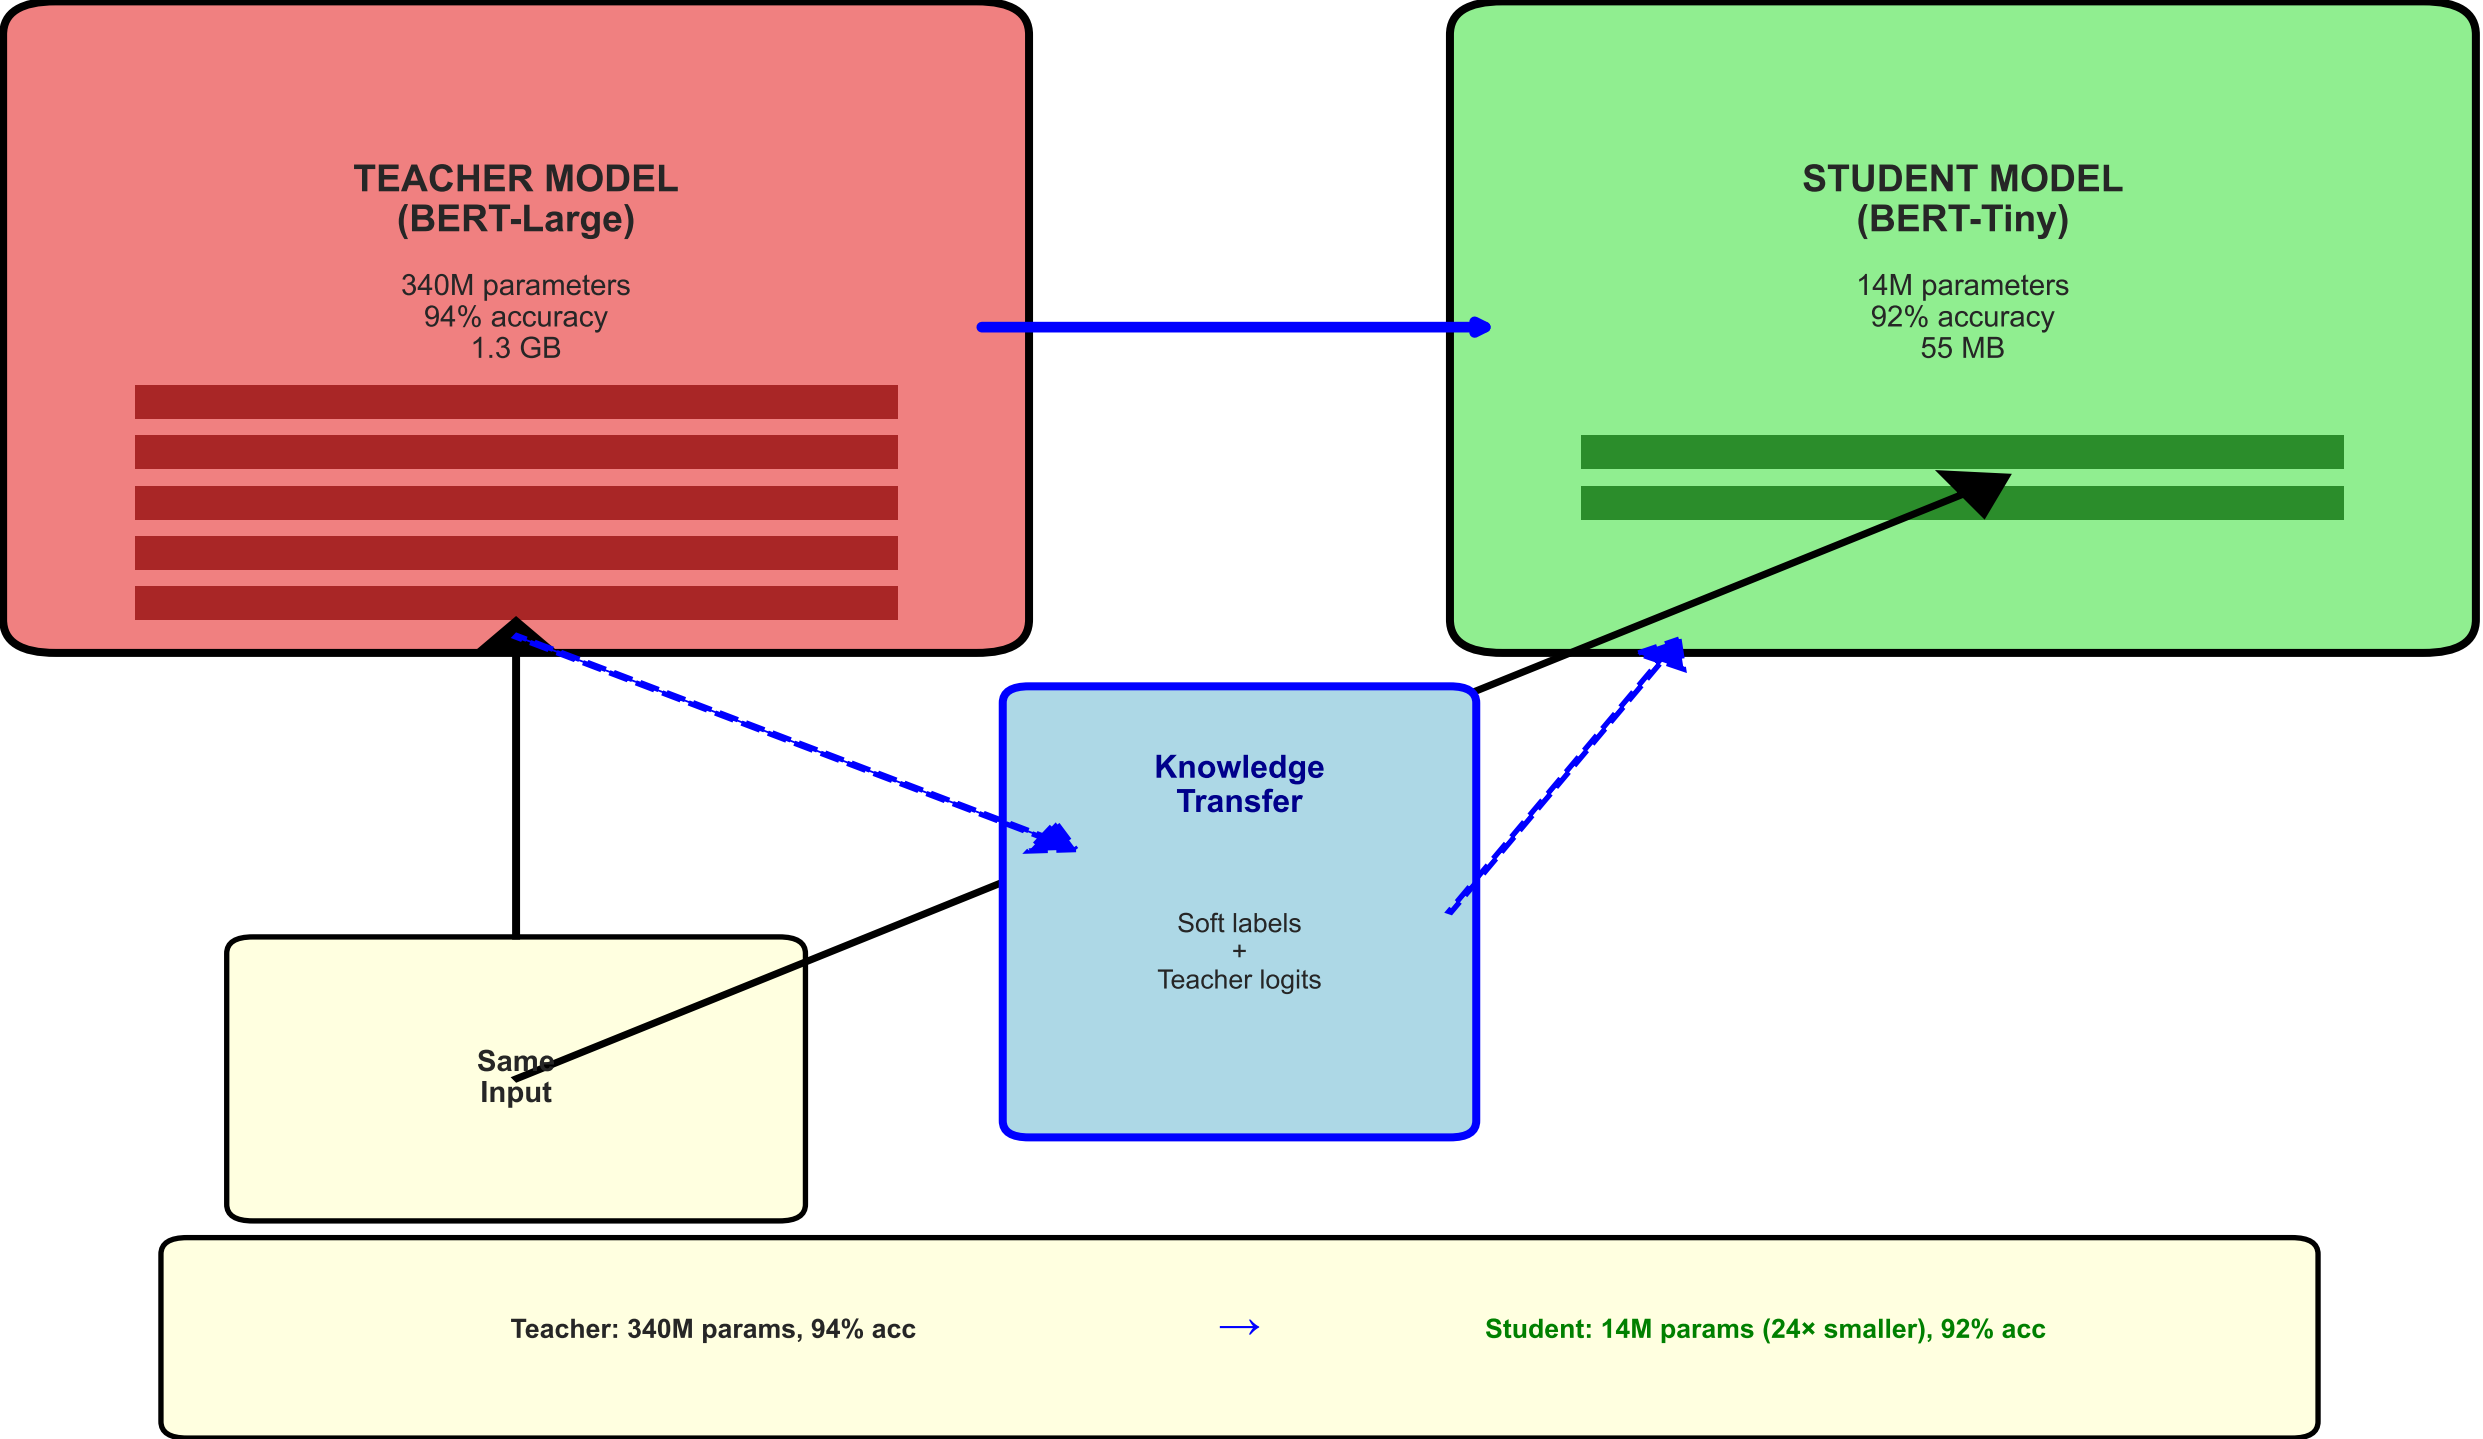 TEACHER MODEL
(BERT-Large)
340M parameters
94% accuracy
1.3 GB
STUDENT MODEL
(BERT-Tiny)
14M parameters
92% accuracy
55 MB
Knowledge
Transfer
Soft labels
+
Teacher logits
Same
Input
Teacher: 340M params, 94% acc → Student: 14M params (24× smaller), 92% acc